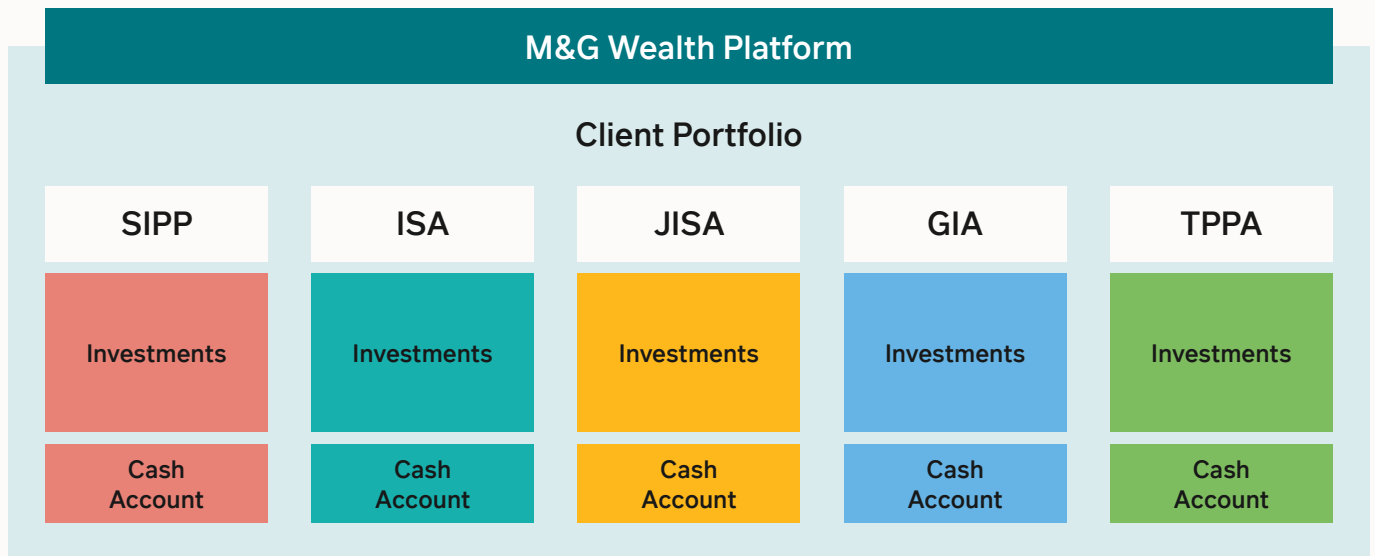 M&G Wealth Platform
Client Portfolio
SIPP
ISA
JISA
GIA
TPPA
Investments
Investments
Investments
Investments
Investments
Cash
Account
Cash
Account
Cash
Account
Cash
Account
Cash
Account